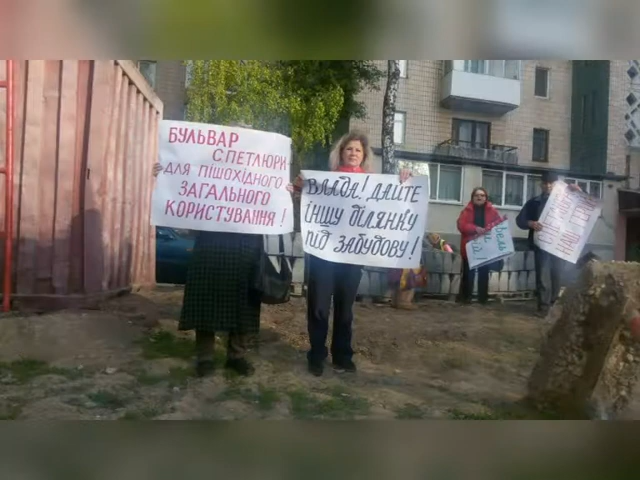 БУЛЬВАР
С.ПЕТЛЮРИ-
ДЛЯ ПІШОХІДНОГО
ЗАГАЛЬНОГО
КОРИСТУВАННЯ!
ВЛАДА! ДАЙТЕ
ІНШУ ДІЛЯНКУ
ПІД ЗАБУДОВУ!